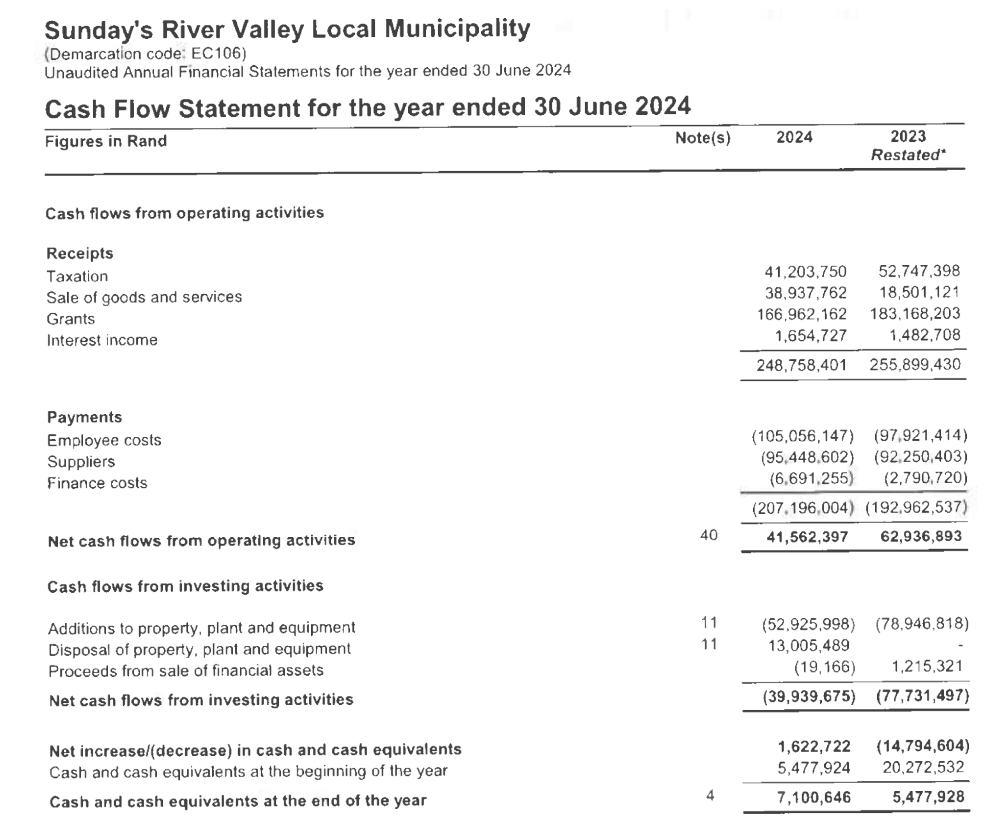 Sunday's River Valley Local Municipality
(Demarcation code: EC106)
Unaudited Annual Financial Statements for the year ended 30 June 2024
Cash Flow Statement for the year ended 30 June 2024
Figures in Rand Note(s) 2024 2023
Restated*
Cash flows from operating activities
Receipts
Taxation 41,203,750 52,747,398
Sale of goods and services 38,937,762 18,501,121
Grants 166,962,162 183,168,203
Interest income 1,654,727 1,482,708
248,758,401 255,899,430
Payments
Employee costs (105,056,147) (97,921,414)
Suppliers (95,448,602) (92,250,403)
Finance costs (6,691,255) (2,790,720)
(207,196,004) (192,962,537)
Net cash flows from operating activities 40 41,562,397 62,936,893
Cash flows from investing activities
Additions to property, plant and equipment 11 (52,925,998) (78,946,818)
Disposal of property, plant and equipment 11 13,005,489 -
Proceeds from sale of financial assets (19,166) 1,215,321
Net cash flows from investing activities (39,939,675) (77,731,497)
Net increase/(decrease) in cash and cash equivalents 1,622,722 (14,794,604)
Cash and cash equivalents at the beginning of the year 5,477,924 20,272,532
Cash and cash equivalents at the end of the year 4 7,100,646 5,477,928